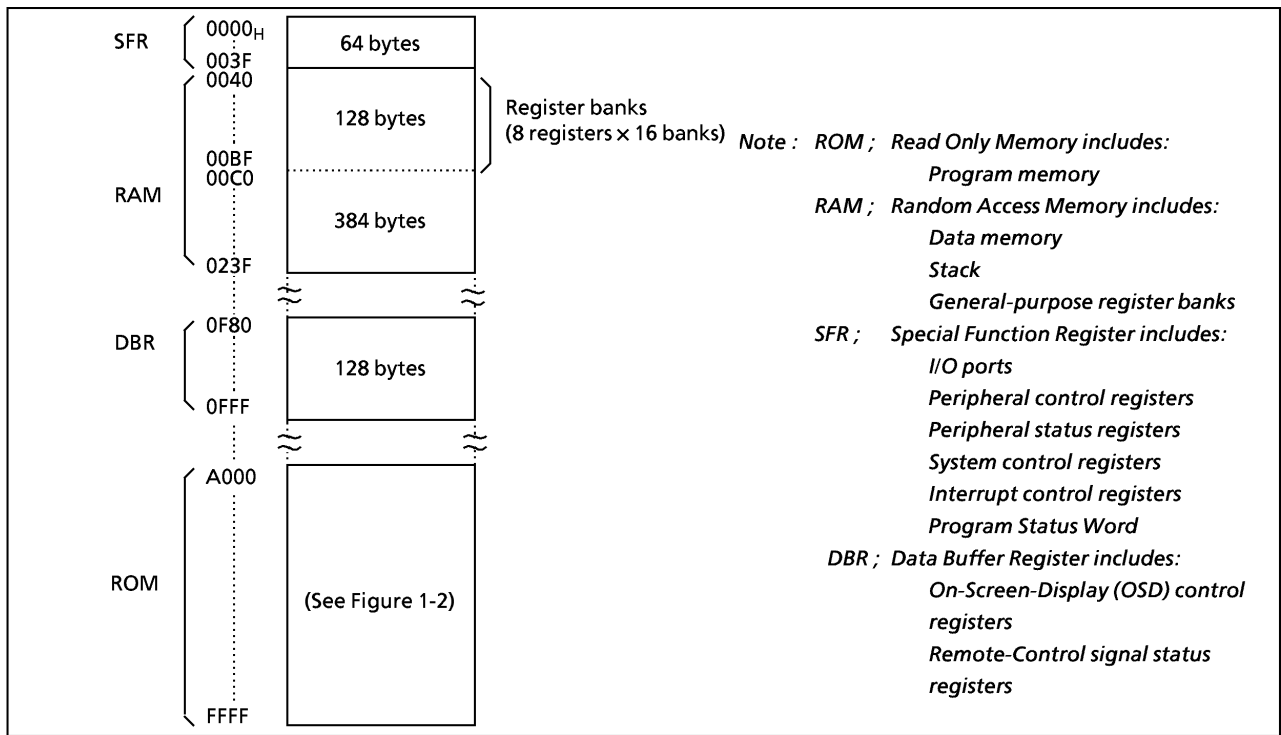 SFR
0000H
64 bytes
003F
0040
128 bytes
Register banks
(8 registers × 16 banks)
00BF
00C0
RAM
384 bytes
023F
0F80
DBR
128 bytes
0FFF
A000
ROM
(See Figure 1-2)
FFFF
Note : ROM ; Read Only Memory includes:
Program memory
RAM ; Random Access Memory includes:
Data memory
Stack
General-purpose register banks
SFR ; Special Function Register includes:
I/O ports
Peripheral control registers
Peripheral status registers
System control registers
Interrupt control registers
Program Status Word
DBR ; Data Buffer Register includes:
On-Screen-Display (OSD) control
registers
Remote-Control signal status
registers